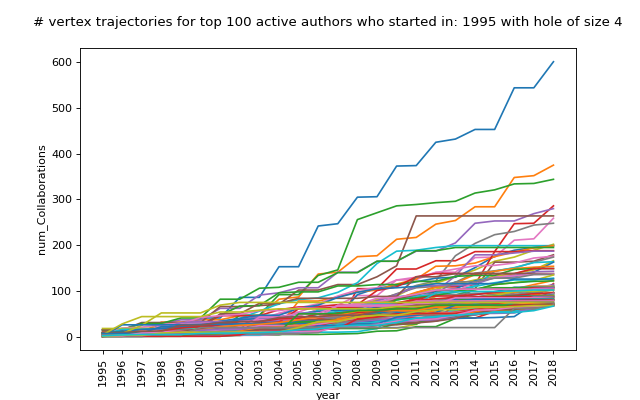 # vertex trajectories for top 100 active authors who started in: 1995 with hole of size 4
600
500
400
300
200
100
0
num_Collaborations
1995 1996 1997 1998 1999 2000 2001 2002 2003 2004 2005 2006 2007 2008 2009 2010 2011 2012 2013 2014 2015 2016 2017 2018
year